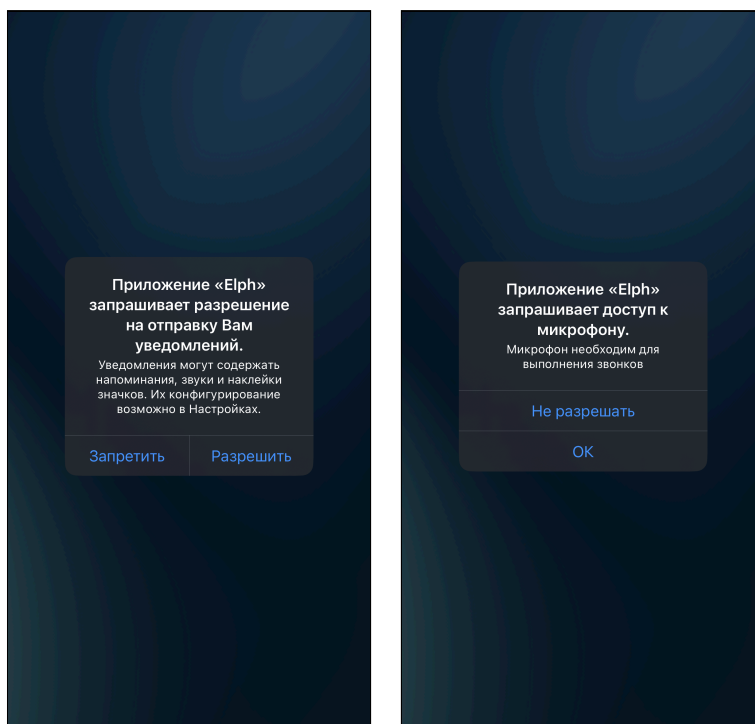 Приложение «Elph»
запрашивает разрешение
на отправку Вам
уведомлений.
Уведомления могут содержать
напоминания, звуки и наклейки
значков. Их конфигурирование
возможно в Настройках.
Запретить
Разрешить
Приложение «Elph»
запрашивает доступ к
микрофону.
Микрофон необходим для
выполнения звонков
Не разрешать
ОК